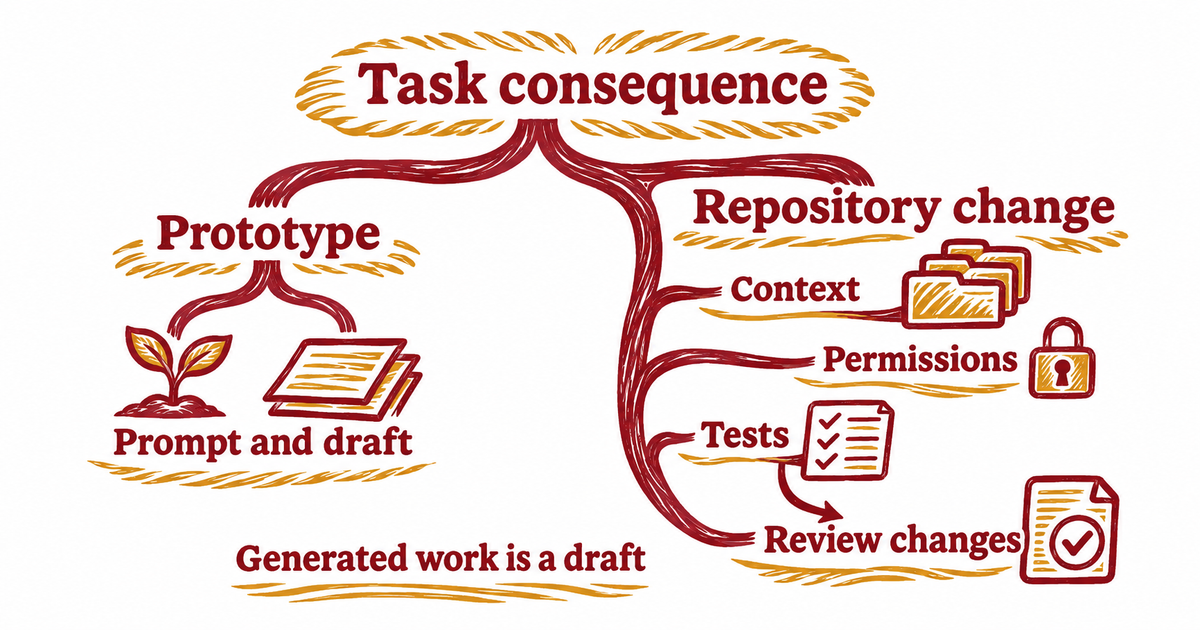 Task consequence
Prototype
Prompt and draft
Repository change
Context
Permissions
Tests
Review changes
Generated work is a draft